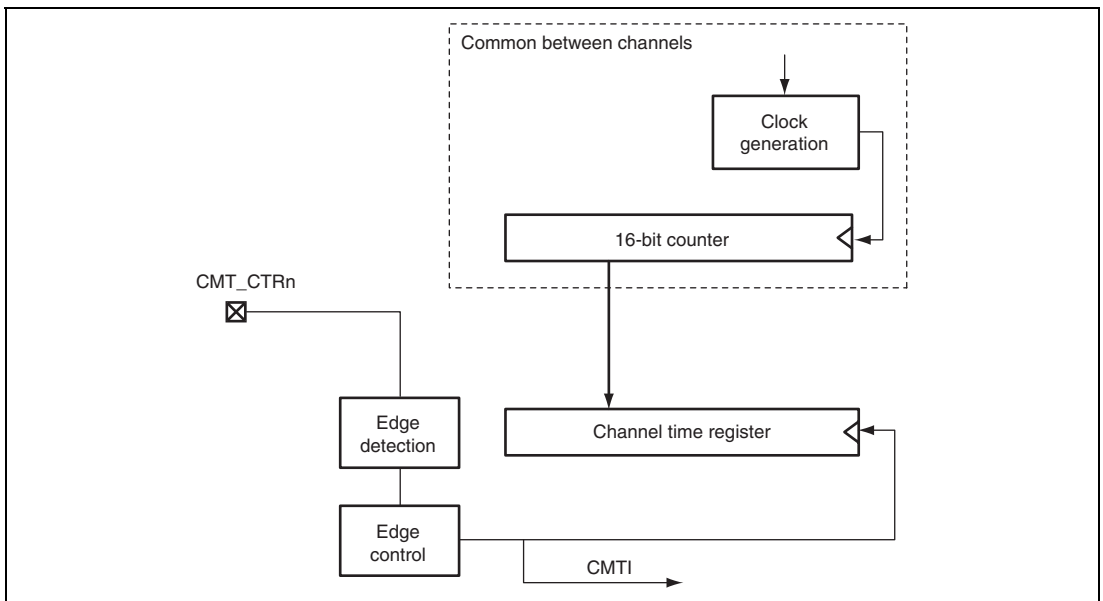 Common between channels
Clock
generation
16-bit counter
CMT_CTRn
Edge
detection
Channel time register
Edge
control
CMTI